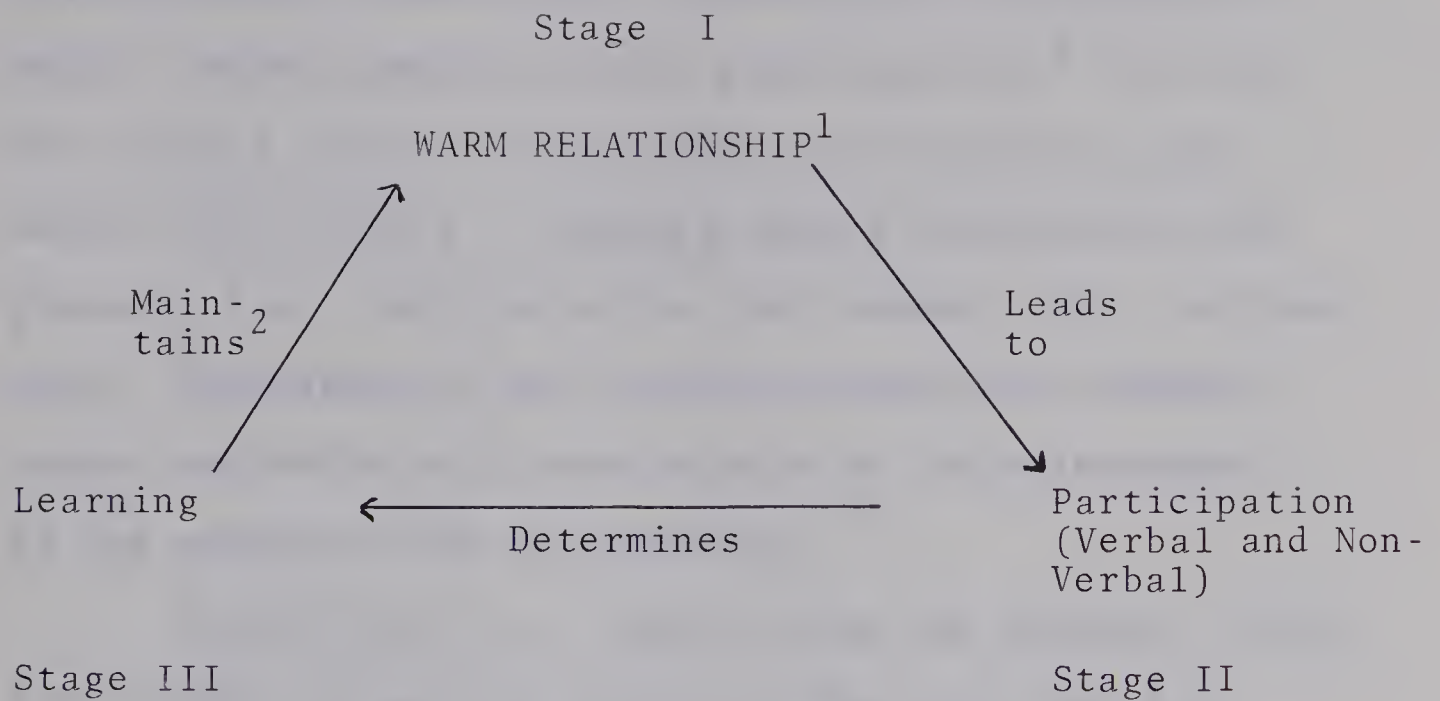 Stage I
WARM RELATIONSHIP1
Main-
tains2
Leads
to
Learning
Determines
Participation
(Verbal and Non-
Verbal)
Stage III
Stage II